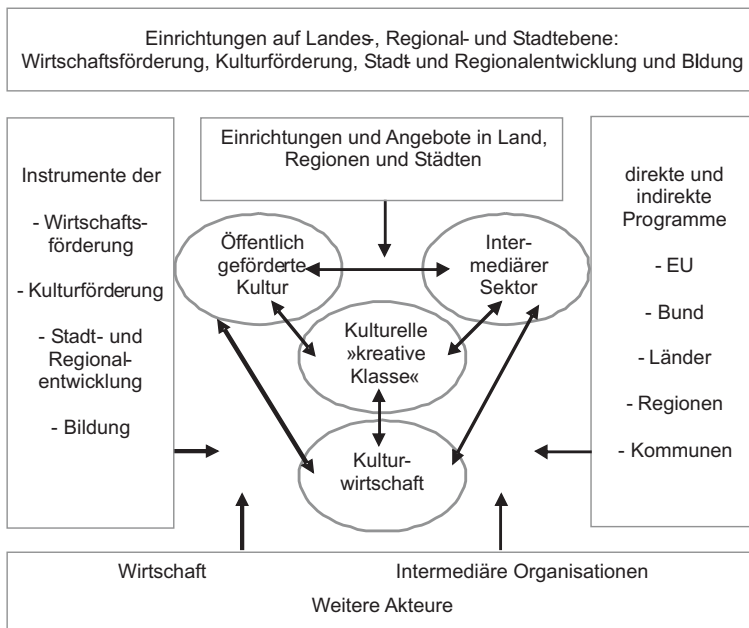 Einrichtungen auf Landes-, Regional- und Stadtebene:
Wirtschaftsförderung, Kulturförderung, Stadt- und Regionalentwicklung und Bldung
Einrichtungen und Angebote in Land,
Regionen und Städten
Instrumente der
- Wirtschafts-
förderung
- Kulturförderung
- Stadt- und
Regional-
entwicklung
- Bildung
Öffentlich
geförderte
Kultur
Inter-
mediärer
Sektor
Kulturelle
»kreative
Klasse«
Kultur-
wirtschaft
direkte und
indirekte
Programme
- EU
- Bund
- Länder
- Regionen
- Kommunen
Wirtschaft
Intermediäre Organisationen
Weitere Akteure